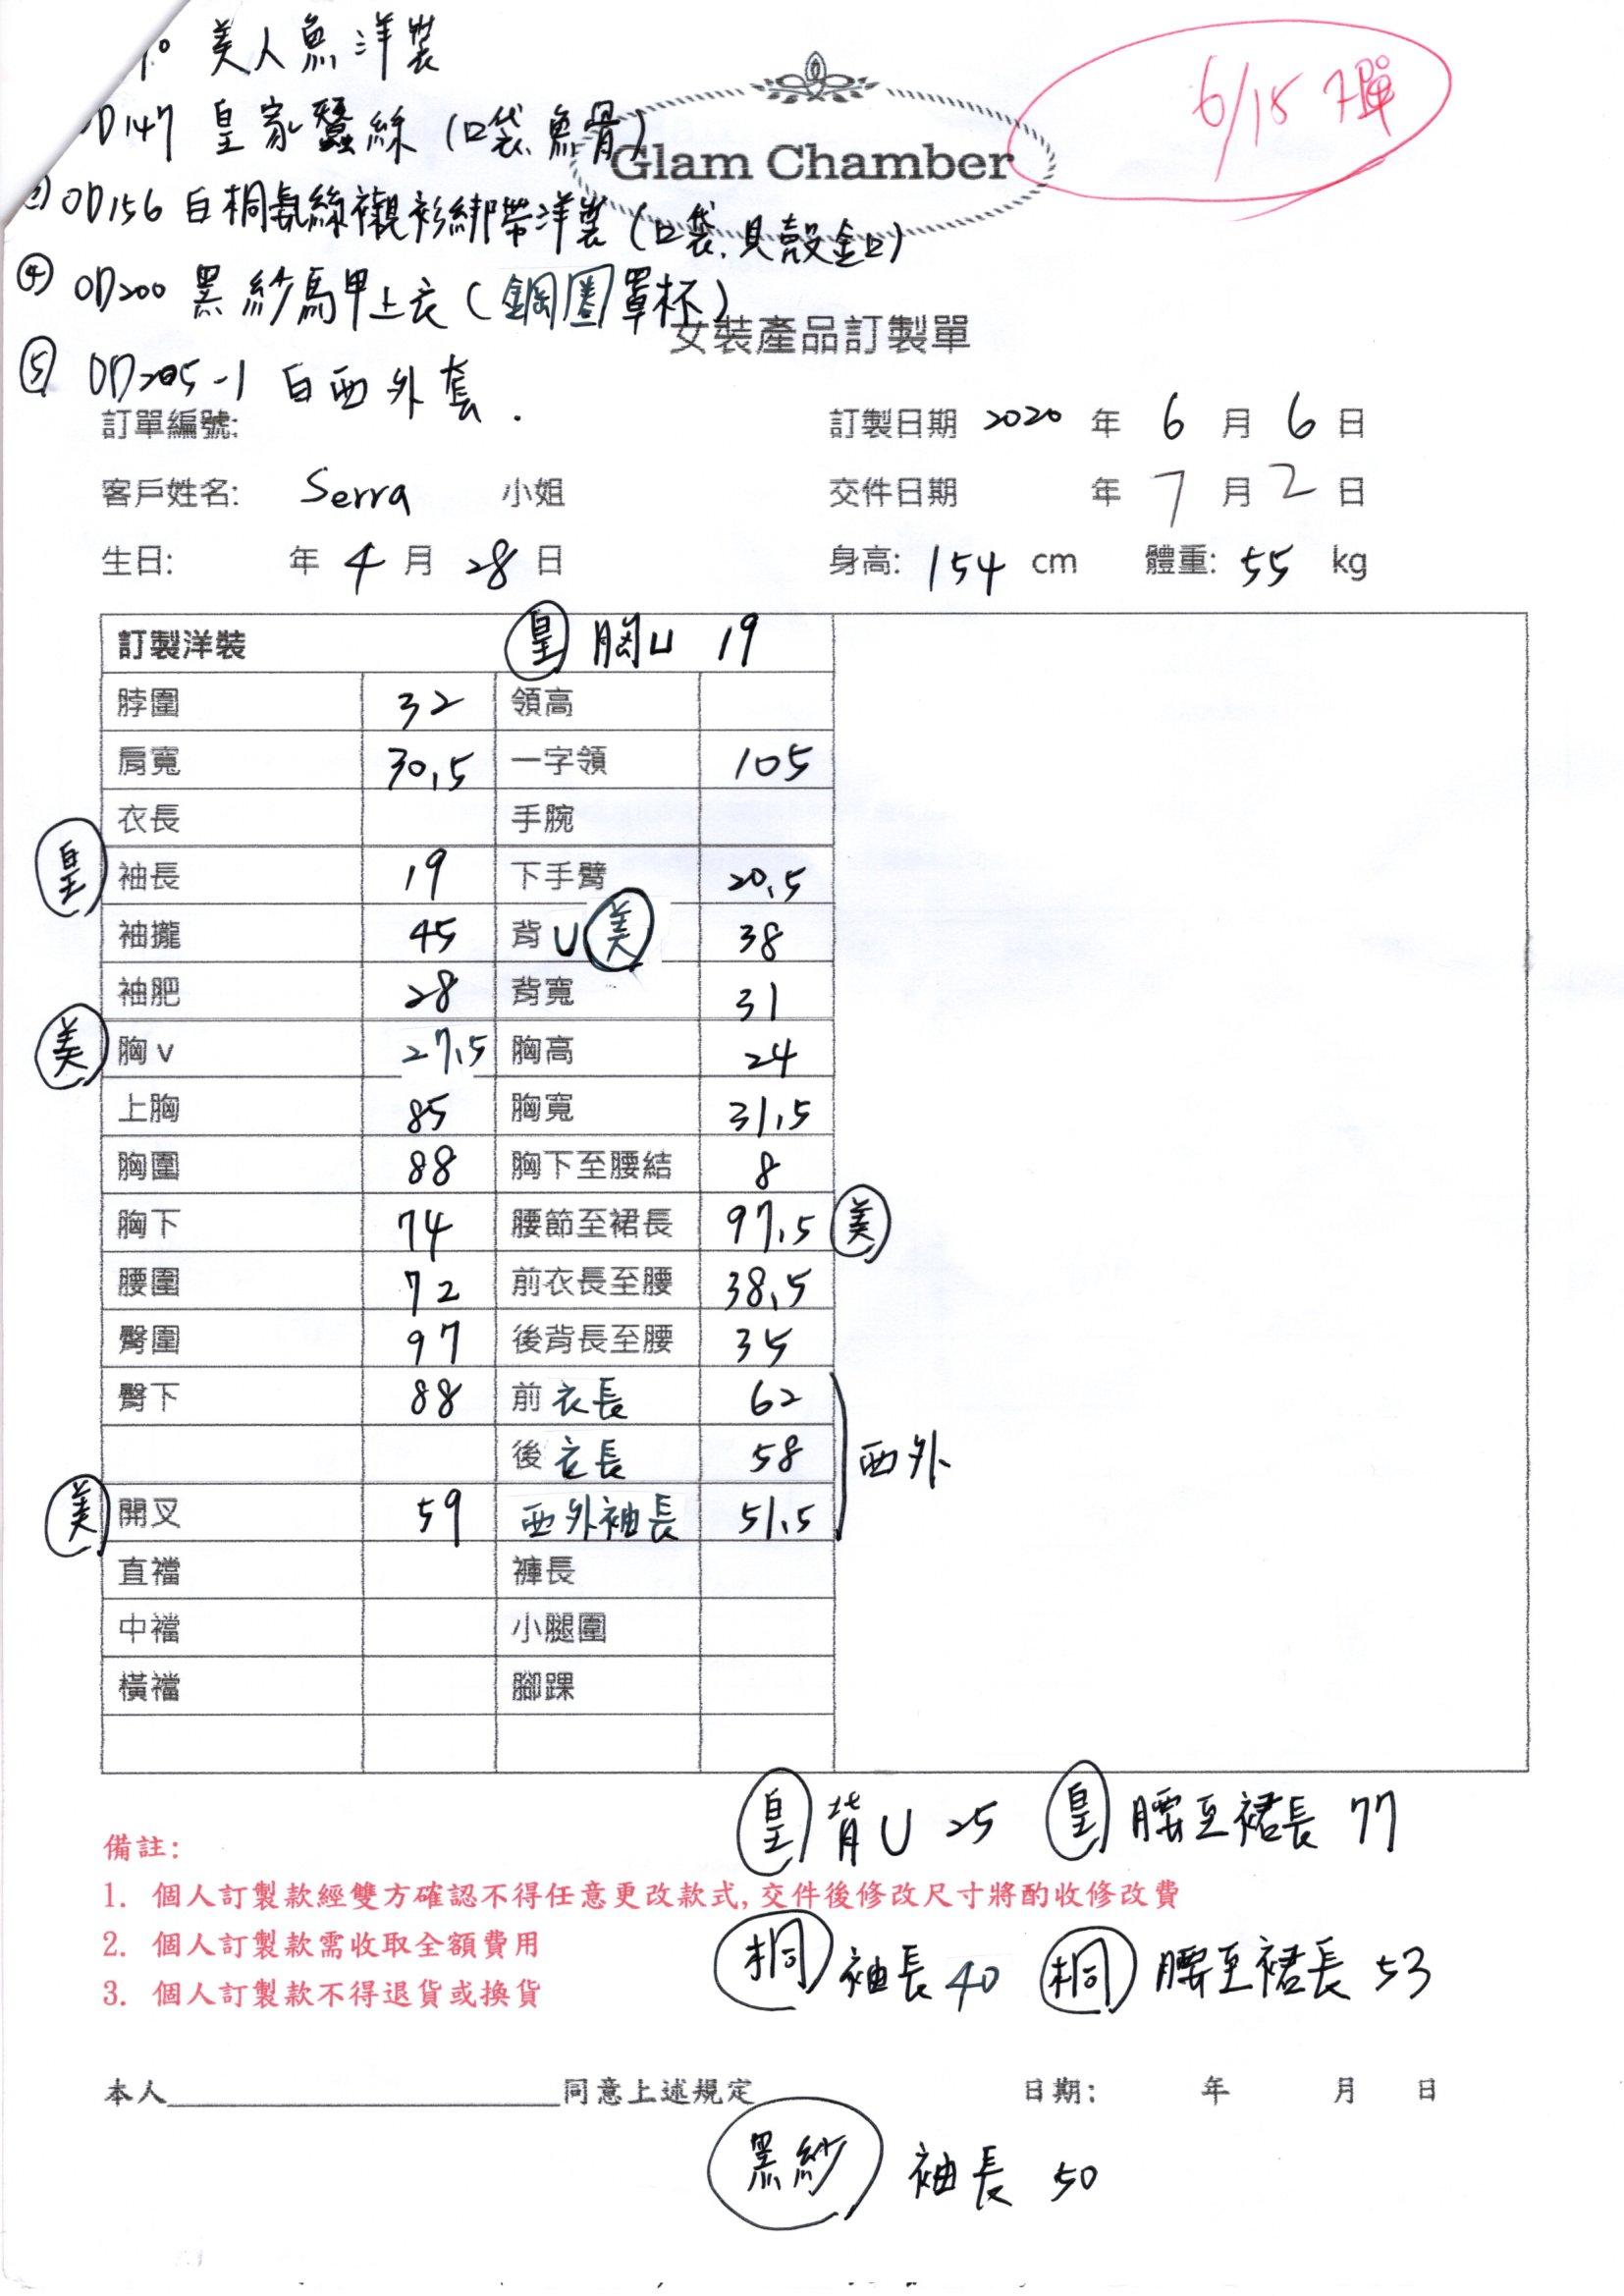 美人魚洋裝
6/15 7彈
D147 皇家蠶絲(口袋.魚骨)
Glam Chamber
OD156 白桐氨絲襯衫綁帶洋裝(口袋.貝殼金口)
④ OD200 黑紗馬甲上衣(鋼圈罩杯)
女裝產品訂製單
⑤ OD205-1 白西外套.
訂單編號: 訂製日期 2020 年 6 月 6 日
客戶姓名: Serra 小姐 交件日期 年 7 月 2 日
生日: 年 4 月 28 日 身高: 154 cm 體重: 55 kg
訂製洋裝 皇 胸U 19
脖圍 32 領高
肩寬 30.5 一字領 105
衣長 手腕
皇 袖長 19 下手臂 20.5
袖攏 45 背 U 美 38
袖肥 28 背寬 31
美 胸v 27.5 胸高 24
上胸 85 胸寬 31.5
胸圍 88 胸下至腰結 8
胸下 74 腰節至裙長 97.5 美
腰圍 72 前衣長至腰 38.5
臀圍 97 後背長至腰 35
臀下 88 前 衣長 62
後 衣長 58 西外
美 開叉 59 西外袖長 51.5
直襠 褲長
中襠 小腿圍
橫襠 腳踝
皇 背U 25 皇 腰至裙長 77
備註:
1. 個人訂製款經雙方確認不得任意更改款式,交件後修改尺寸將酌收修改費
2. 個人訂製款需收取全額費用
桐 袖長 40 桐 腰至裙長 53
3. 個人訂製款不得退貨或換貨
本人 同意上述規定 日期: 年 月 日
黑紗 袖長 50